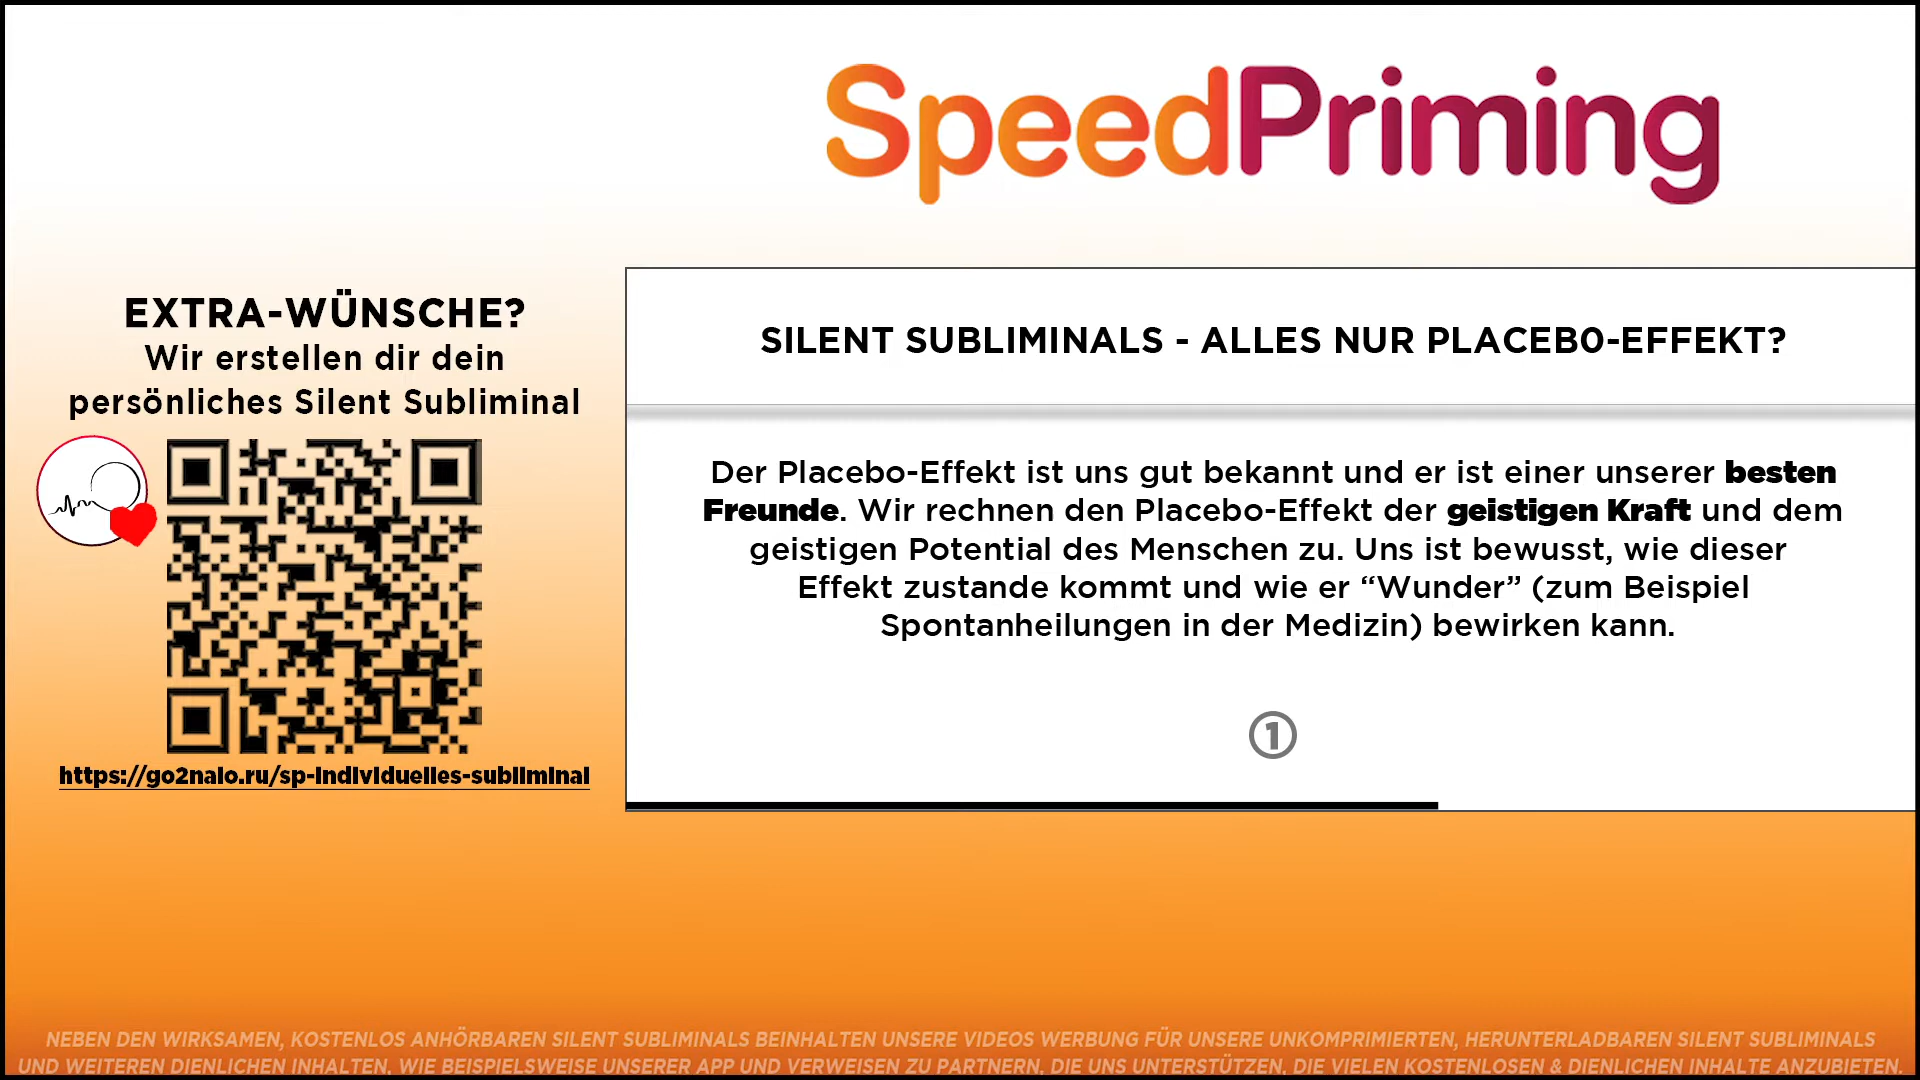 SpeedPriming
EXTRA-WÜNSCHE?
Wir erstellen dir dein
persönliches Silent Subliminal
https://go2nalo.ru/sp-individuelles-subliminal
SILENT SUBLIMINALS - ALLES NUR PLACEB0-EFFEKT?
Der Placebo-Effekt ist uns gut bekannt und er ist einer unserer besten
Freunde. Wir rechnen den Placebo-Effekt der geistigen Kraft und dem
geistigen Potential des Menschen zu. Uns ist bewusst, wie dieser
Effekt zustande kommt und wie er “Wunder” (zum Beispiel
Spontanheilungen in der Medizin) bewirken kann.
1
NEBEN DEN WIRKSAMEN, KOSTENLOS ANHÖRBAREN SILENT SUBLIMINALS BEINHALTEN UNSERE VIDEOS WERBUNG FÜR UNSERE UNKOMPRIMIERTEN, HERUNTERLADBAREN SILENT SUBLIMINALS
UND WEITEREN DIENLICHEN INHALTEN, WIE BEISPIELSWEISE UNSERER APP UND VERWEISEN ZU PARTNERN, DIE UNS UNTERSTÜTZEN, DIE VIELEN KOSTENLOSEN & DIENLICHEN INHALTE ANZUBIETEN.